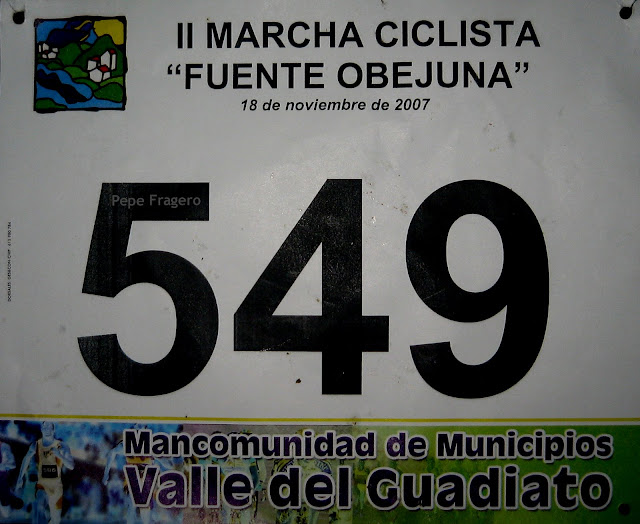 II MARCHA CICLISTA
“FUENTE OBEJUNA”
18 de noviembre de 2007
Pepe Fragero
549
Mancomunidad de Municipios
Valle del Guadiato